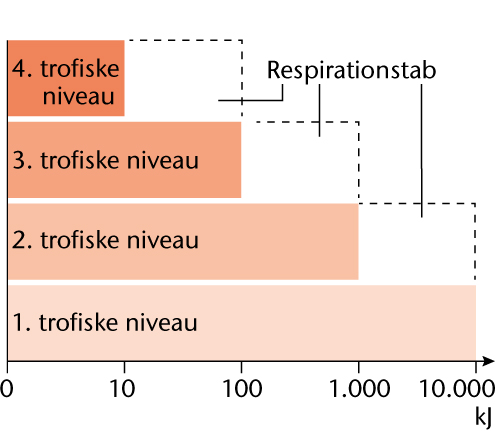 4. trofiske
niveau
Respirationstab
3. trofiske niveau
2. trofiske niveau
1. trofiske niveau
0 10 100 1.000 10.000
kJ